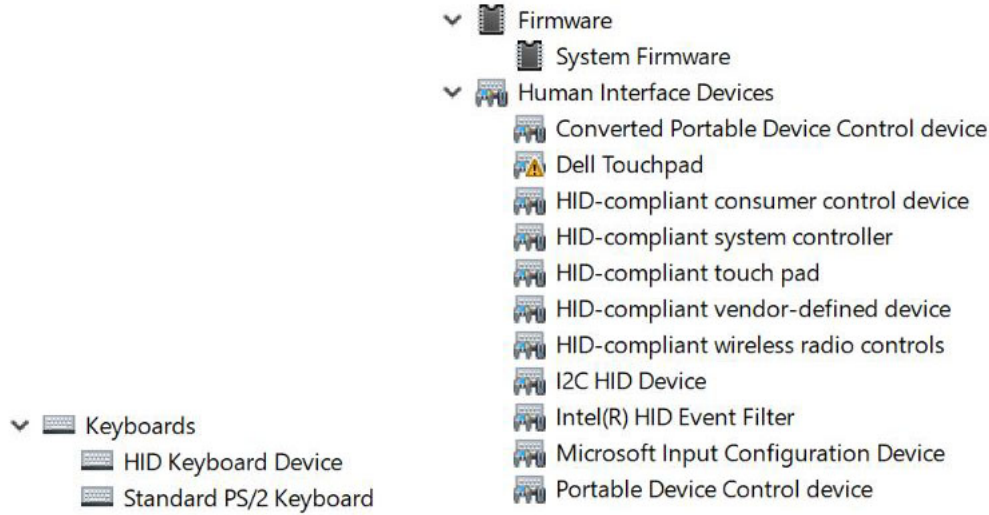 Firmware
System Firmware
Human Interface Devices
Converted Portable Device Control device
Dell Touchpad
HID-compliant consumer control device
HID-compliant system controller
HID-compliant touch pad
HID-compliant vendor-defined device
HID-compliant wireless radio controls
I2C HID Device
Intel(R) HID Event Filter
Microsoft Input Configuration Device
Portable Device Control device
Keyboards
HID Keyboard Device
Standard PS/2 Keyboard